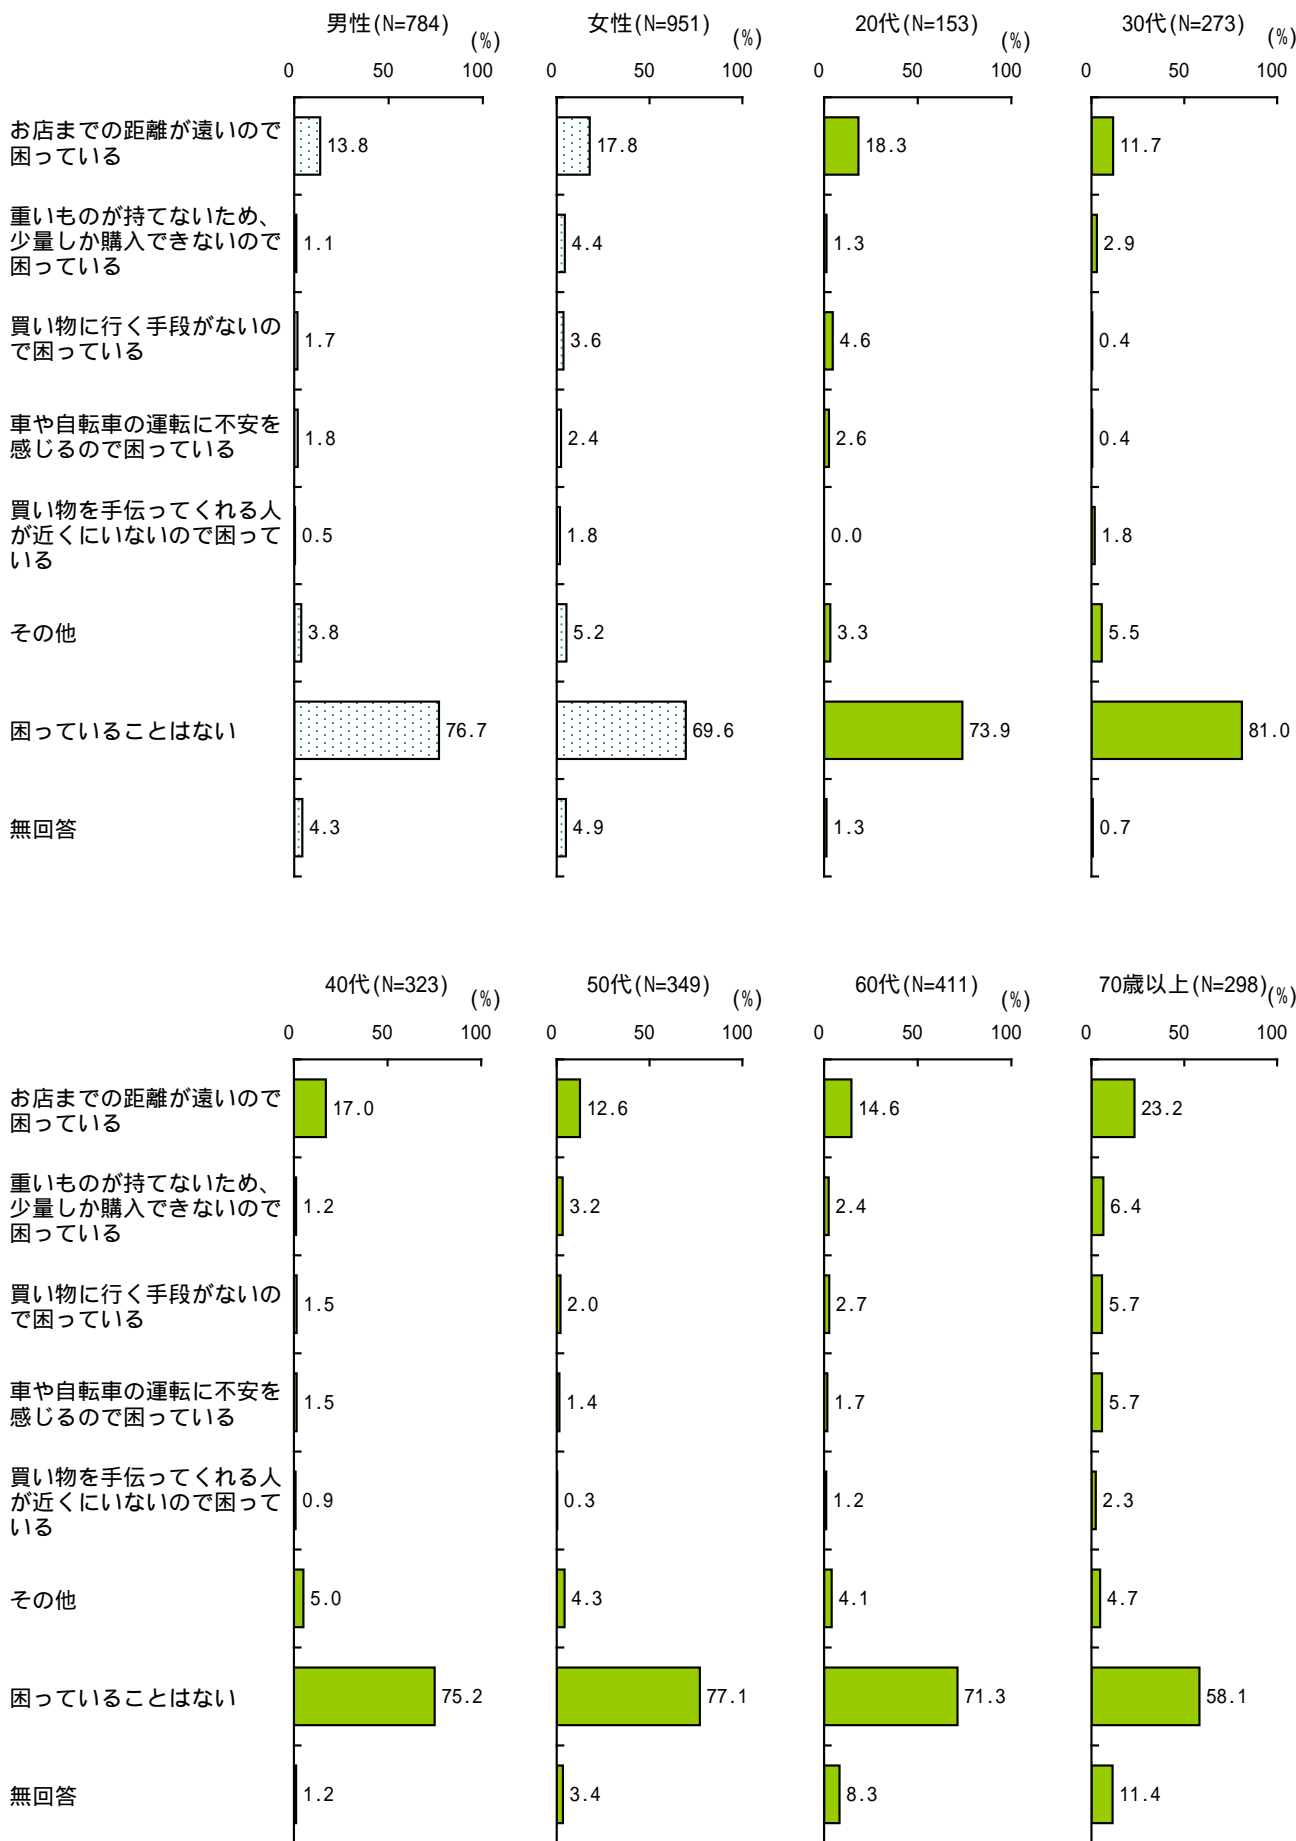 男性(N=784)
(%)
女性(N=951)
(%)
20代(N=153)
(%)
30代(N=273)
(%)
0 50 100
0 50 100
0 50 100
0 50 100
お店までの距離が遠いので
困っている
13.8
17.8
18.3
11.7
重いものが持てないため、
少量しか購入できないので
困っている
1.1
4.4
1.3
2.9
買い物に行く手段がないの
で困っている
1.7
3.6
4.6
0.4
車や自転車の運転に不安を
感じるので困っている
1.8
2.4
2.6
0.4
買い物を手伝ってくれる人
が近くにいないので困って
いる
0.5
1.8
0.0
1.8
その他
3.8
5.2
3.3
5.5
困っていることはない
76.7
69.6
73.9
81.0
無回答
4.3
4.9
1.3
0.7
40代(N=323)
(%)
50代(N=349)
(%)
60代(N=411)
(%)
70歳以上(N=298)
(%)
0 50 100
0 50 100
0 50 100
0 50 100
お店までの距離が遠いので
困っている
17.0
12.6
14.6
23.2
重いものが持てないため、
少量しか購入できないので
困っている
1.2
3.2
2.4
6.4
買い物に行く手段がないの
で困っている
1.5
2.0
2.7
5.7
車や自転車の運転に不安を
感じるので困っている
1.5
1.4
1.7
5.7
買い物を手伝ってくれる人
が近くにいないので困って
いる
0.9
0.3
1.2
2.3
その他
5.0
4.3
4.1
4.7
困っていることはない
75.2
77.1
71.3
58.1
無回答
1.2
3.4
8.3
11.4